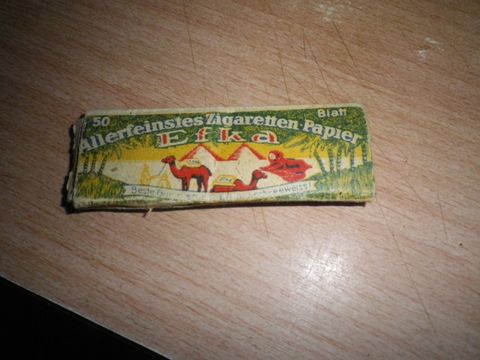 50 Blatt
Allerfeinstes Zigaretten-Papier
Efka
Beste